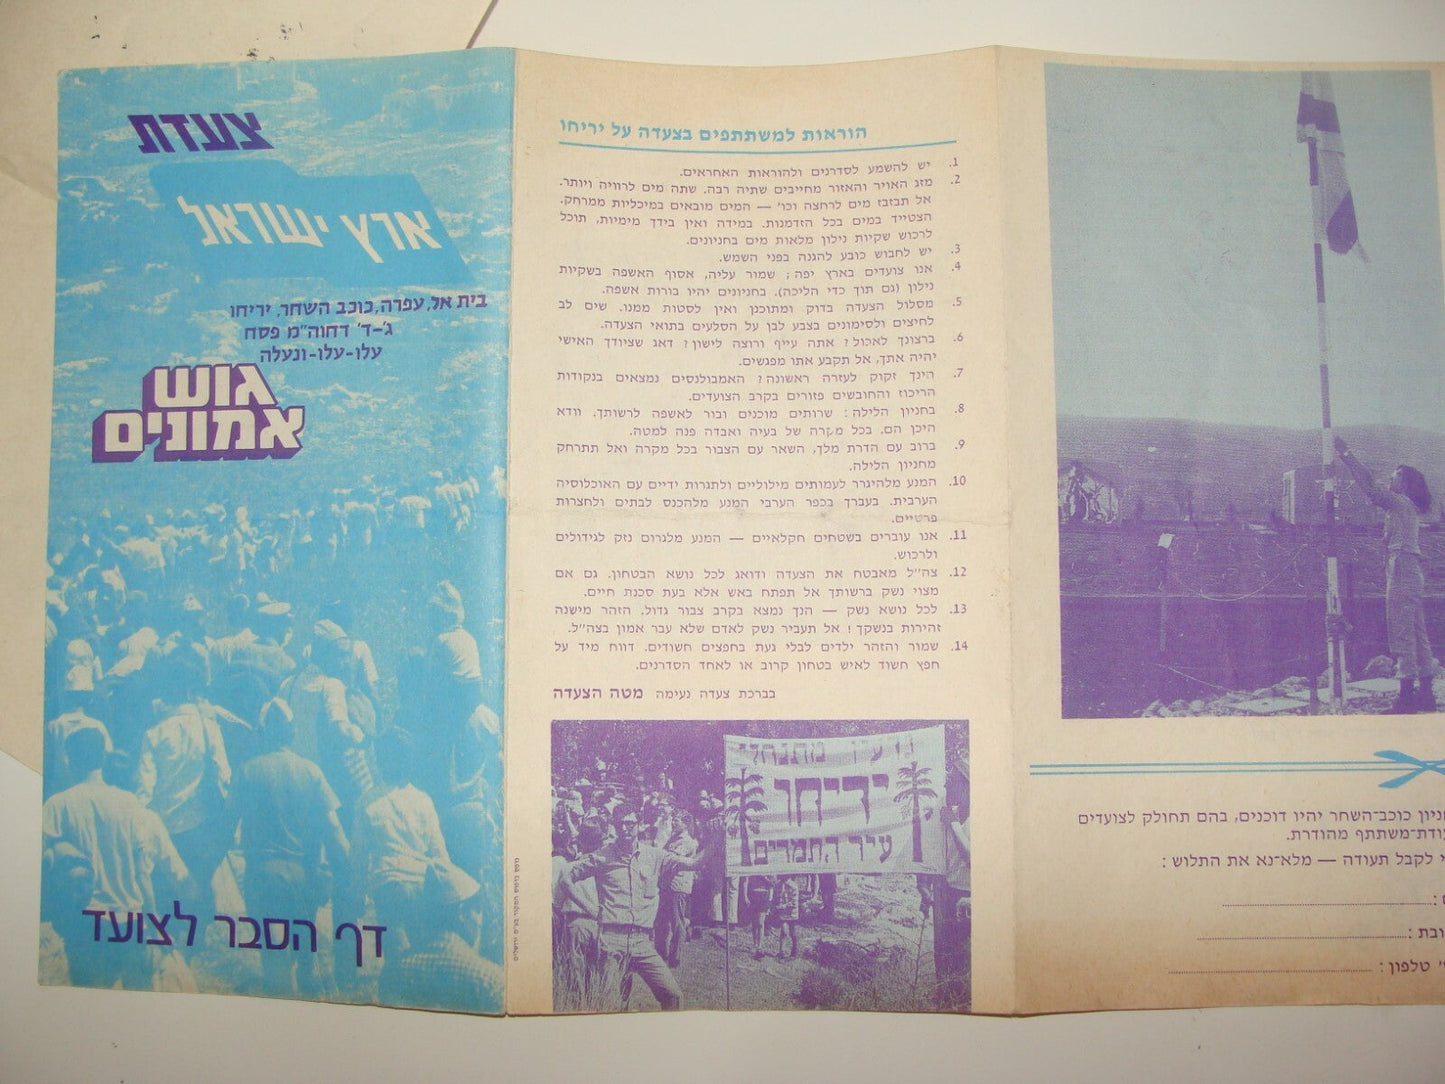 צעדת
ארץ ישראל
בית אל, עפרה, כוכב השחר, יריחו
ג'-ד' דחוה"מ פסח
עלו-עלו-ונעלה
גוש
אמונים
דף הסבר לצועד
הוראות למשתתפים בצעדה על יריחו
1. יש להשמע לסדרנים ולהוראות האחראים.
2. מזג האויר והאזור מחייבים שתיה רבה. שתה מים לרוויה ויותר.
אל תבזבז מים לרחצה וכו' — המים מובאים במיכליות ממרחק.
הצטייד במים בכל הזדמנות. במידה ואין בידך מימיות, תוכל
לרכוש שקיות נילון מלאות מים בחניונים.
3. יש לחבוש כובע להגנה בפני השמש.
4. אנו צועדים בארץ יפה; שמור עליה, אסוף האשפה בשקיות
נילון (גם תוך כדי הליכה). בחניונים יהיו בורות אשפה.
5. מסלול הצעדה בדוק ומתוכנן ואין לסטות ממנו. שים לב
לחיצים ולסימונים בצבע לבן על הסלעים בתואי הצעדה.
6. ברצונך לאכול? אתה עייף ורוצה לישון? דאג שציודך האישי
יהיה אתך, אל תקבע אתו מפגשים.
7. הינך זקוק לעזרה ראשונה? האמבולנסים נמצאים בנקודות
הריכוז והחובשים פזורים בקרב הצועדים.
8. בחניון הלילה: שרותים מוכנים ובור לאשפה לרשותך, וודא
היכן הם. בכל מקרה של בעיה ואבדה פנה למטה.
9. ברוב עם הדרת מלך, השאר עם הצבור בכל מקרה ואל תתרחק
מחניון הלילה.
10. המנע מלהיגרר לעמותים מילוליים ולתגרות ידיים עם האוכלוסיה
הערבית. בעברך בכפר הערבי המנע מלהכנס לבתים ולחצרות
פרטיים.
11. אנו עוברים בשטחים חקלאיים — המנע מלגרום נזק לגידולים
ולרכוש.
12. צה"ל מאבטח את הצעדה ודואג לכל נושא הבטחון. גם אם
מצוי נשק ברשותך אל תפתח באש אלא בעת סכנת חיים.
13. לכל נושא נשק — הנך נמצא בקרב צבור גדול. הזהר מישנה
זהירות בנשקך! אל תעביר נשק לאדם שלא עבר אמון בצה"ל.
14. שמור והזהר ילדים לבלי געת בחפצים חשודים. דווח מיד על
חפץ חשוד לאיש בטחון קרוב או לאחד הסדרנים.
בברכת צעדה נעימה מטה הצעדה
גרעין מתנחלי
יריחו
עיר התמרים
כוכב-השחר יהיו דוכנים, בהם תחולק לצועדים
משתתף מהודרת.
לקבל תעודה — מלא-נא את התלוש:
טלפון: